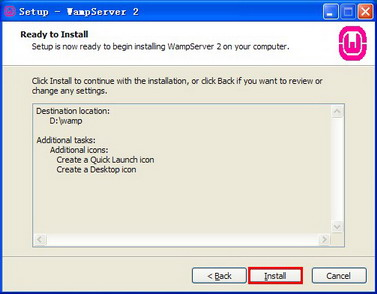 Setup - WampServer 2
Ready to Install
Setup is now ready to begin installing WampServer 2 on your computer.
Click Install to continue with the installation, or click Back if you want to review or
change any settings.
Destination location:
D:\wamp
Additional tasks:
Additional icons:
Create a Quick Launch icon
Create a Desktop icon
< Back
Install
Cancel